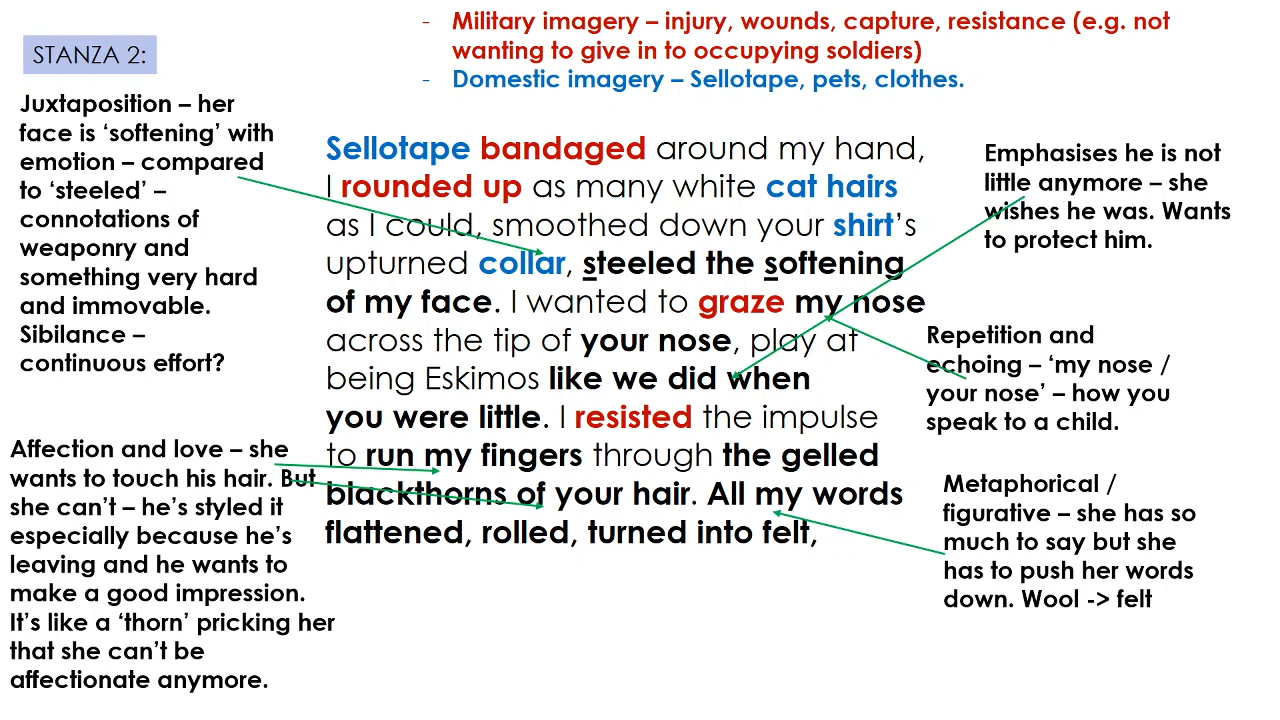 STANZA 2:
- Military imagery – injury, wounds, capture, resistance (e.g. not
wanting to give in to occupying soldiers)
- Domestic imagery – Sellotape, pets, clothes.
Juxtaposition – her
face is ‘softening’ with
emotion – compared
to ‘steeled’ –
connotations of
weaponry and
something very hard
and immovable.
Sibilance –
continuous effort?
Affection and love – she
wants to touch his hair. But
she can’t – he’s styled it
especially because he’s
leaving and he wants to
make a good impression.
It’s like a ‘thorn’ pricking her
that she can’t be
affectionate anymore.
Sellotape bandaged around my hand,
I rounded up as many white cat hairs
as I could, smoothed down your shirt’s
upturned collar, steeled the softening
of my face. I wanted to graze my nose
across the tip of your nose, play at
being Eskimos like we did when
you were little. I resisted the impulse
to run my fingers through the gelled
blackthorns of your hair. All my words
flattened, rolled, turned into felt,
Emphasises he is not
little anymore – she
wishes he was. Wants
to protect him.
Repetition and
echoing – ‘my nose /
your nose’ – how you
speak to a child.
Metaphorical /
figurative – she has so
much to say but she
has to push her words
down. Wool -> felt